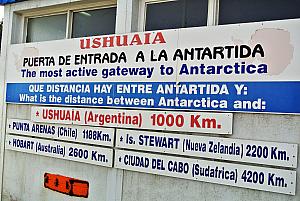 USHUAIA
PUERTA DE ENTRADA A LA ANTARTIDA
The most active gateway to Antarctica
QUE DISTANCIA HAY ENTRE ANTARTIDA Y:
What is the distance between Antarctica and:
★ USHUAIA (Argentina) 1000 Km.
★ PUNTA ARENAS (Chile) 1188Km.
★ HOBART (Australia) 2600 Km.
★ Is. STEWART (Nueva Zelandia) 2200 Km.
★ CIUDAD DEL CABO (Sudafrica) 4200 Km.